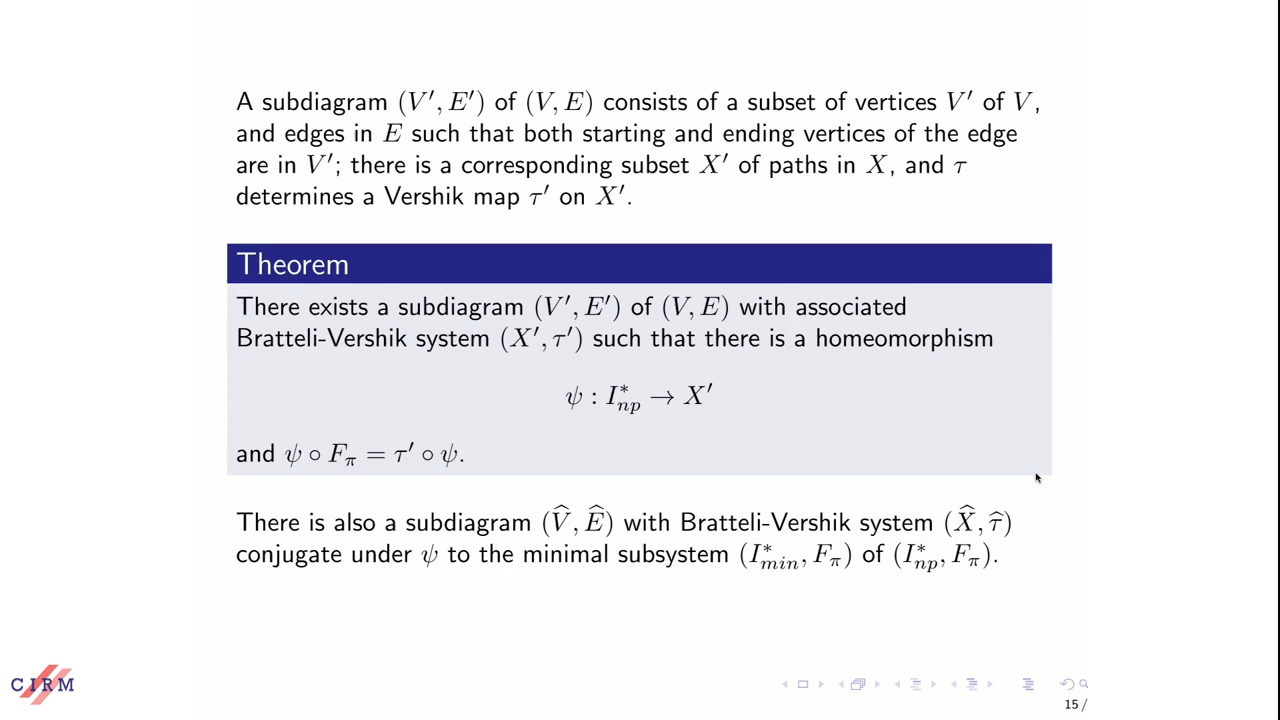 A subdiagram (V′, E′) of (V, E) consists of a subset of vertices V′ of V,
and edges in E such that both starting and ending vertices of the edge
are in V′; there is a corresponding subset X′ of paths in X, and τ
determines a Vershik map τ′ on X′.
Theorem
There exists a subdiagram (V′, E′) of (V, E) with associated
Bratteli-Vershik system (X′, τ′) such that there is a homeomorphism
ψ : I*_{np} → X′
and ψ ∘ F_π = τ′ ∘ ψ.
There is also a subdiagram (V̂, Ê) with Bratteli-Vershik system (X̂, τ̂)
conjugate under ψ to the minimal subsystem (I*_{min}, F_π) of (I*_{np}, F_π).
CIRM
15 /